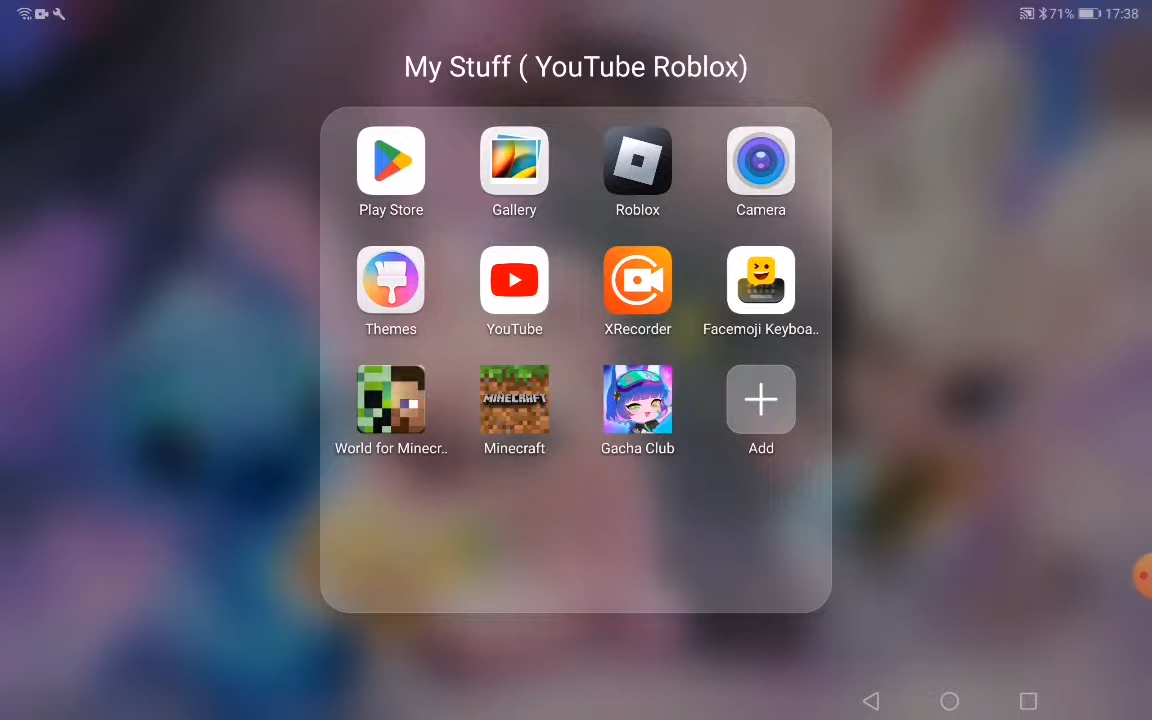 71% 17:38
My Stuff ( YouTube Roblox)
Play Store Gallery Roblox Camera
Themes YouTube XRecorder Facemoji Keyboa..
MINECRAFT
World for Minecr.. Minecraft Gacha Club Add